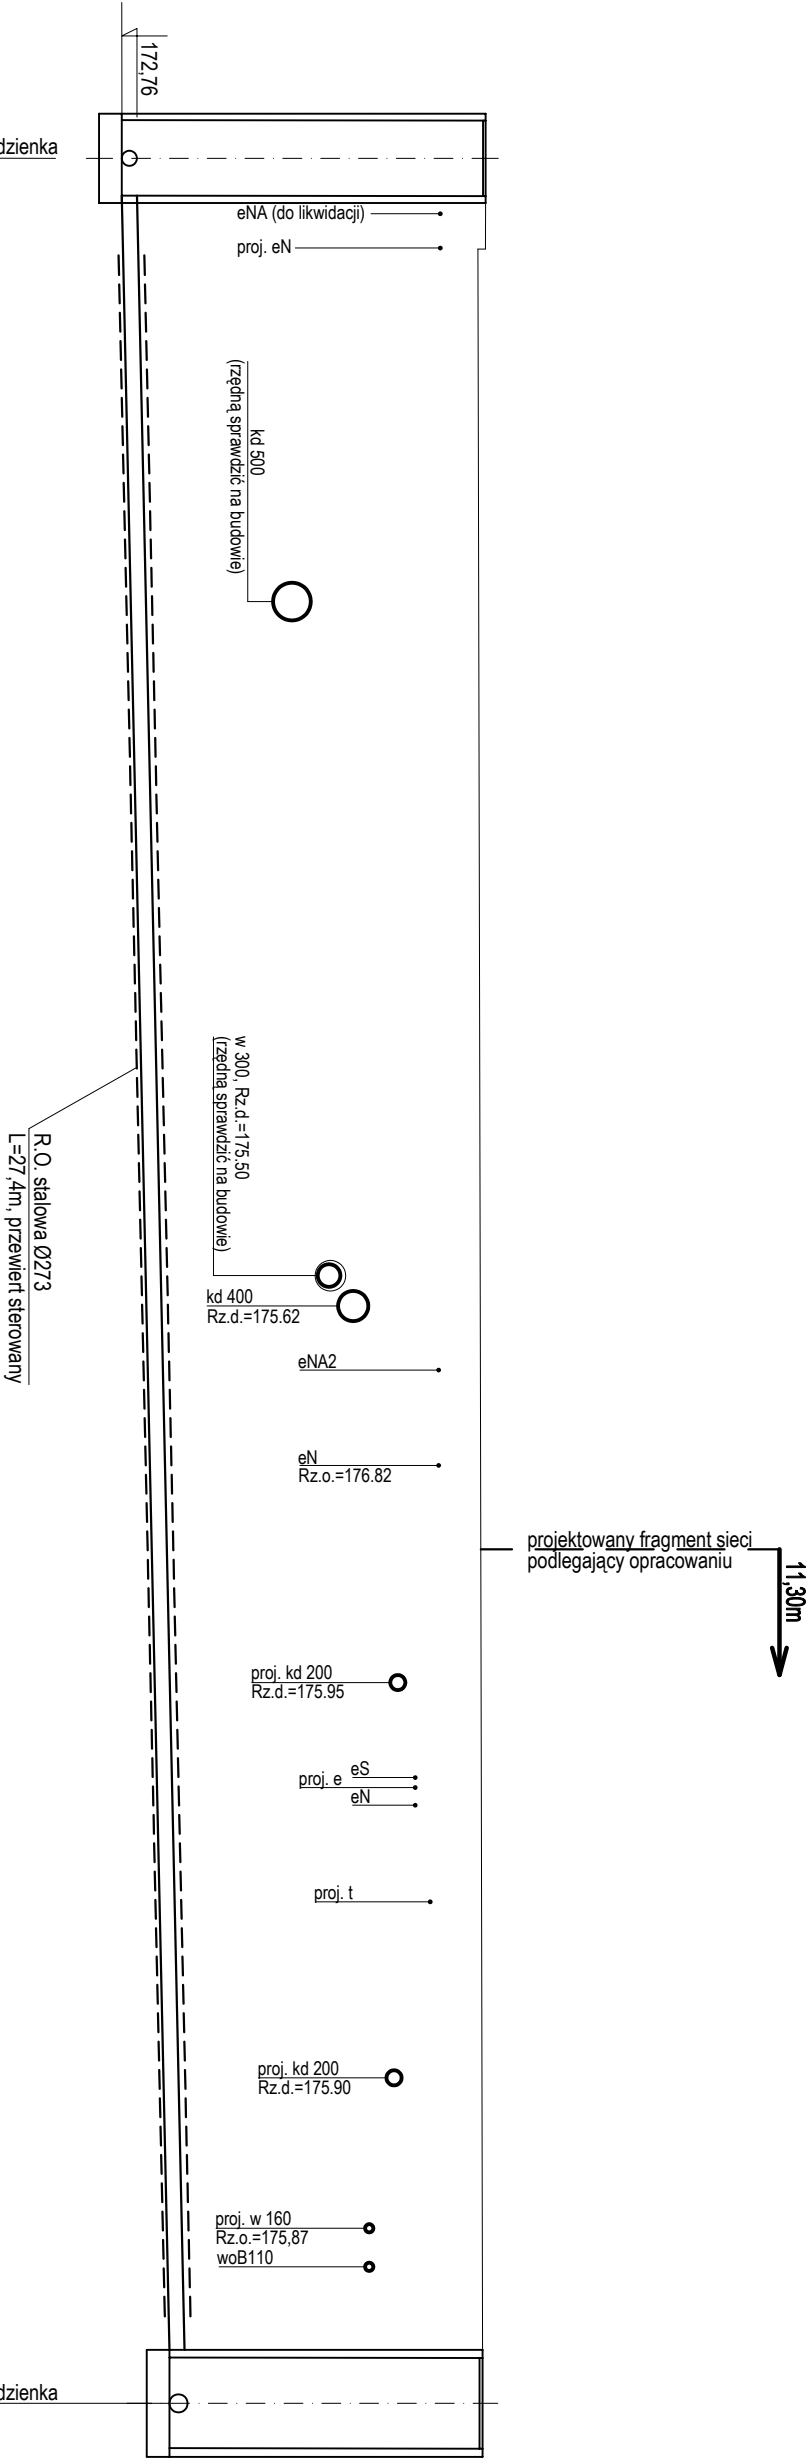 172,76
dzienka
eNA (do likwidacji)
proj. eN
kd 500
(rzędną sprawdzić na budowie)
w 300, Rz.d.=175.50
(rzędną sprawdzić na budowie)
R.O. stalowa Ø273
L=27,4m, przewiert sterowany
kd 400
Rz.d.=175.62
eNA2
eN
Rz.o.=176.82
projektowany fragment sieci
podlegający opracowaniu
11,30m
proj. kd 200
Rz.d.=175.95
eS
proj. e
eN
proj. t
proj. kd 200
Rz.d.=175.90
proj. w 160
Rz.o.=175,87
woB110
dzienka